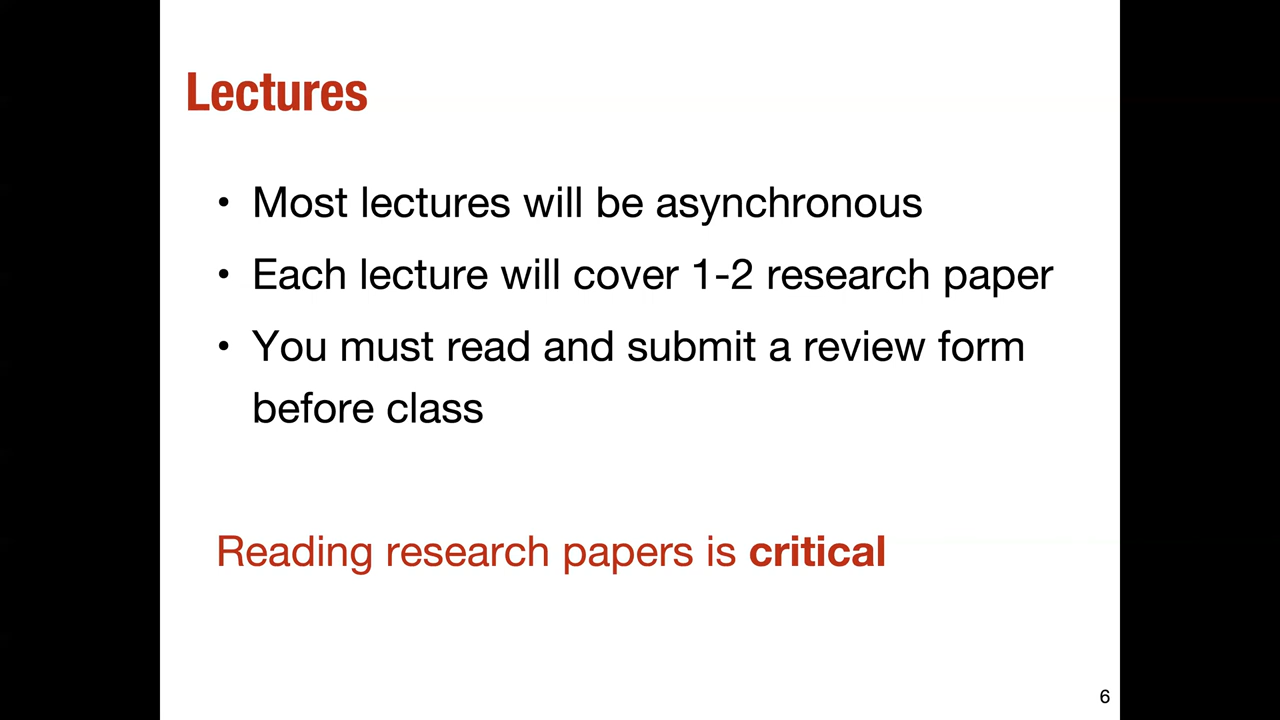 Lectures
• Most lectures will be asynchronous
• Each lecture will cover 1-2 research paper
• You must read and submit a review form
before class
Reading research papers is critical
6